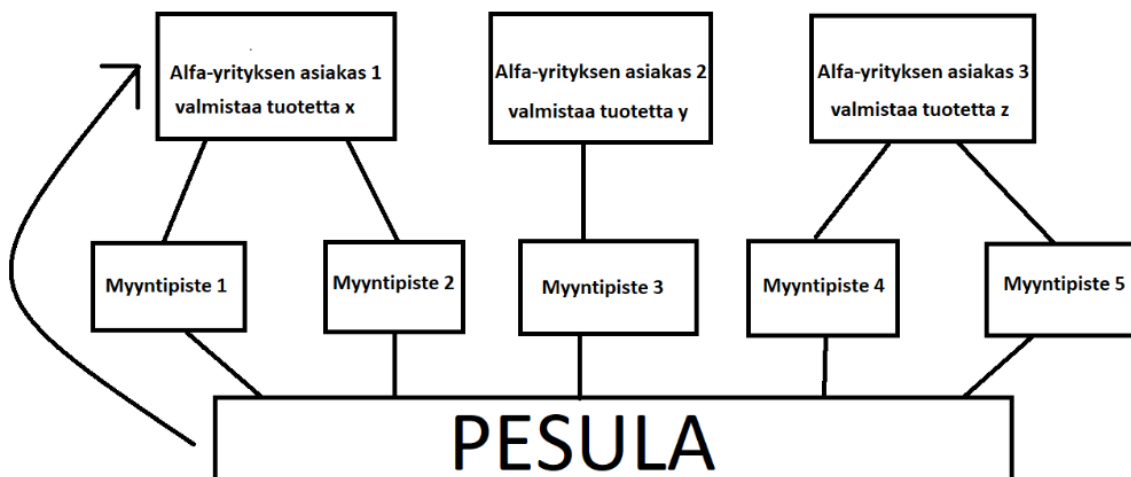 Alfa-yrityksen asiakas 1
valmistaa tuotetta x
Alfa-yrityksen asiakas 2
valmistaa tuotetta y
Alfa-yrityksen asiakas 3
valmistaa tuotetta z
Myyntipiste 1
Myyntipiste 2
Myyntipiste 3
Myyntipiste 4
Myyntipiste 5
PESULA